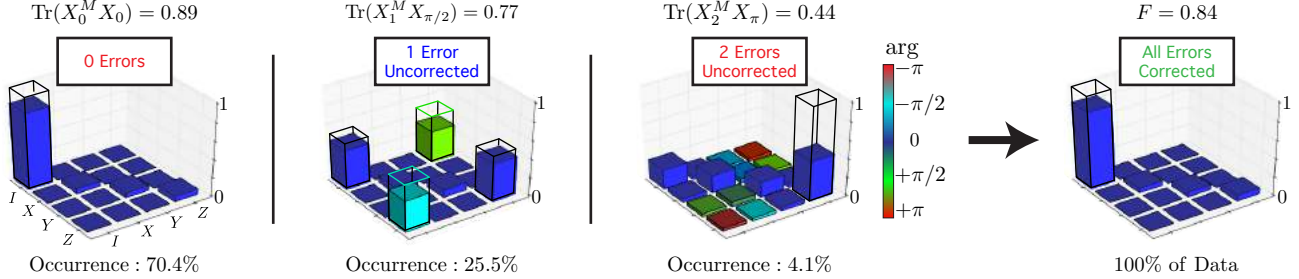 Tr(X_0^M X_0) = 0.89
0 Errors
I
X
Y
Z
I
X
Y
Z
1
0
Occurrence : 70.4%
Tr(X_1^M X_{π/2}) = 0.77
1 Error
Uncorrected
1
0
Occurrence : 25.5%
Tr(X_2^M X_π) = 0.44
2 Errors
Uncorrected
1
0
Occurrence : 4.1%
arg
−π
−π/2
0
+π/2
+π
F = 0.84
All Errors
Corrected
1
0
100% of Data